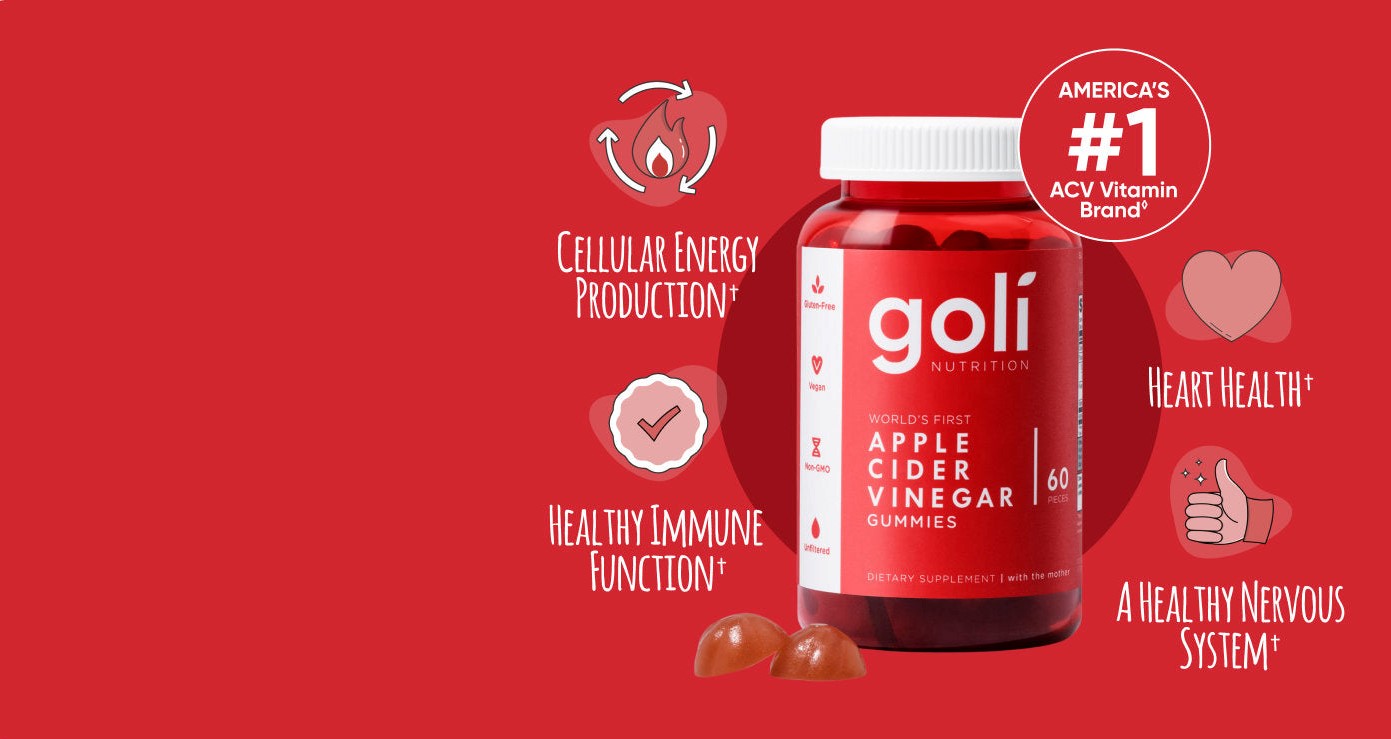 AMERICA'S
#1
ACV Vitamin
Brand◊
CELLULAR ENERGY
PRODUCTION†
HEALTHY IMMUNE
FUNCTION†
Gluten-Free
Vegan
Non-GMO
Unfiltered
goli
NUTRITION
WORLD'S FIRST
APPLE
CIDER
VINEGAR
GUMMIES
60
PIECES
DIETARY SUPPLEMENT | with the mother
HEART HEALTH†
A HEALTHY NERVOUS
SYSTEM†